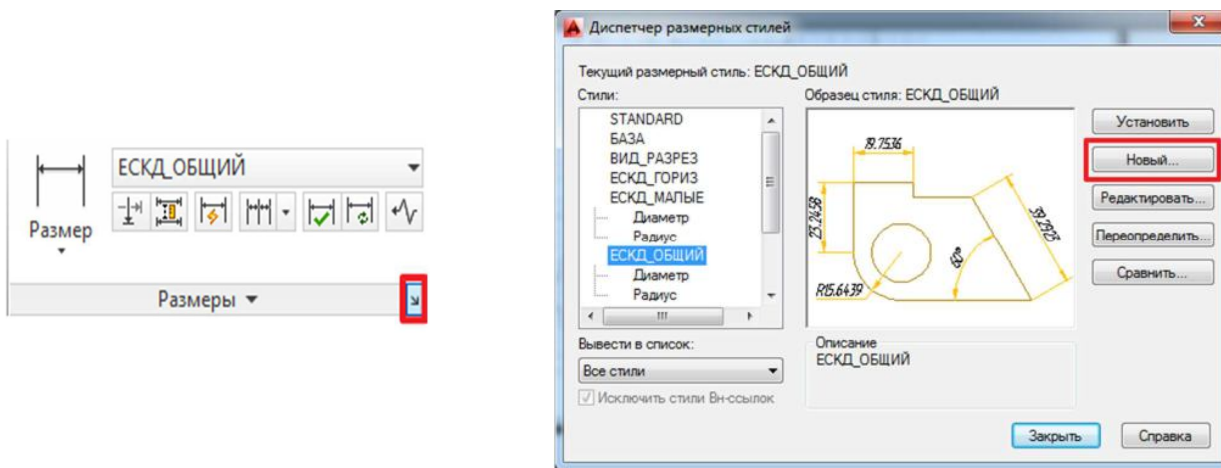 ЕСКД_ОБЩИЙ
Размер
Размеры
Диспетчер размерных стилей
Текущий размерный стиль: ЕСКД_ОБЩИЙ
Стили:
STANDARD
БАЗА
ВИД_РАЗРЕЗ
ЕСКД_ГОРИЗ
ЕСКД_МАЛЫЕ
Диаметр
Радиус
ЕСКД_ОБЩИЙ
Диаметр
Радиус
Вывести в список:
Все стили
Исключить стили Вн-ссылок
Образец стиля: ЕСКД_ОБЩИЙ
19.7536
23.2458
39.2923
60°
R15.6439
Описание
ЕСКД_ОБЩИЙ
Установить
Новый...
Редактировать...
Переопределить...
Сравнить...
Закрыть
Справка